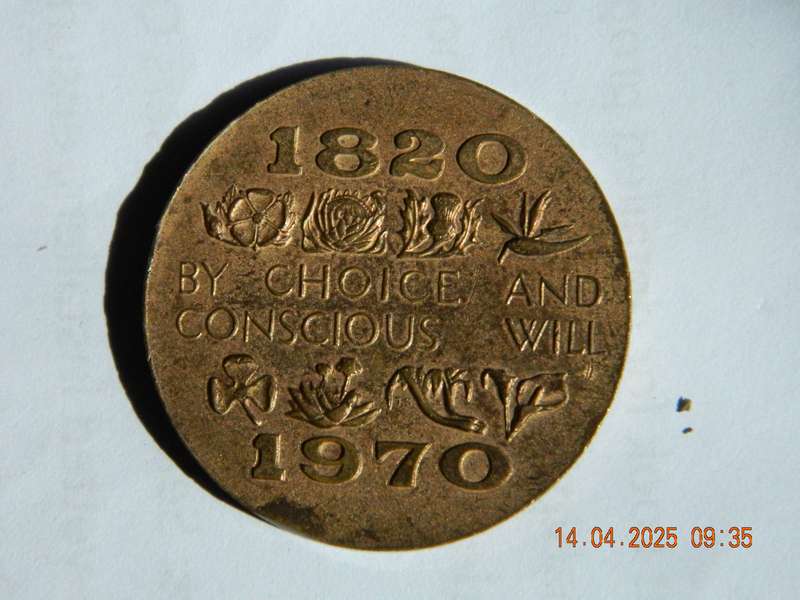 1820
BY CHOICE AND
CONSCIOUS WILL
1970
14.04.2025 09:35